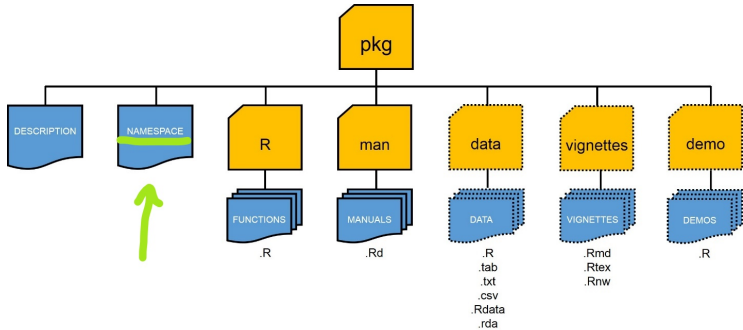 pkg
DESCRIPTION
NAMESPACE
R
man
data
vignettes
demo
FUNCTIONS
MANUALS
DATA
VIGNETTES
DEMOS
.R
.Rd
.R
.tab
.txt
.csv
.Rdata
.rda
.Rmd
.Rtex
.Rnw
.R